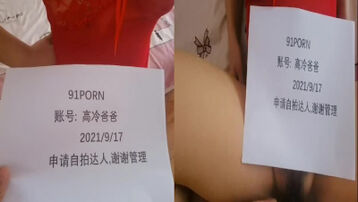 91PORN
账号: 高冷爸爸
2021/9/17
申请自拍达人,谢谢管理
91PORN
账号: 高冷爸爸
2021/9/17
申请自拍达人,谢谢管理